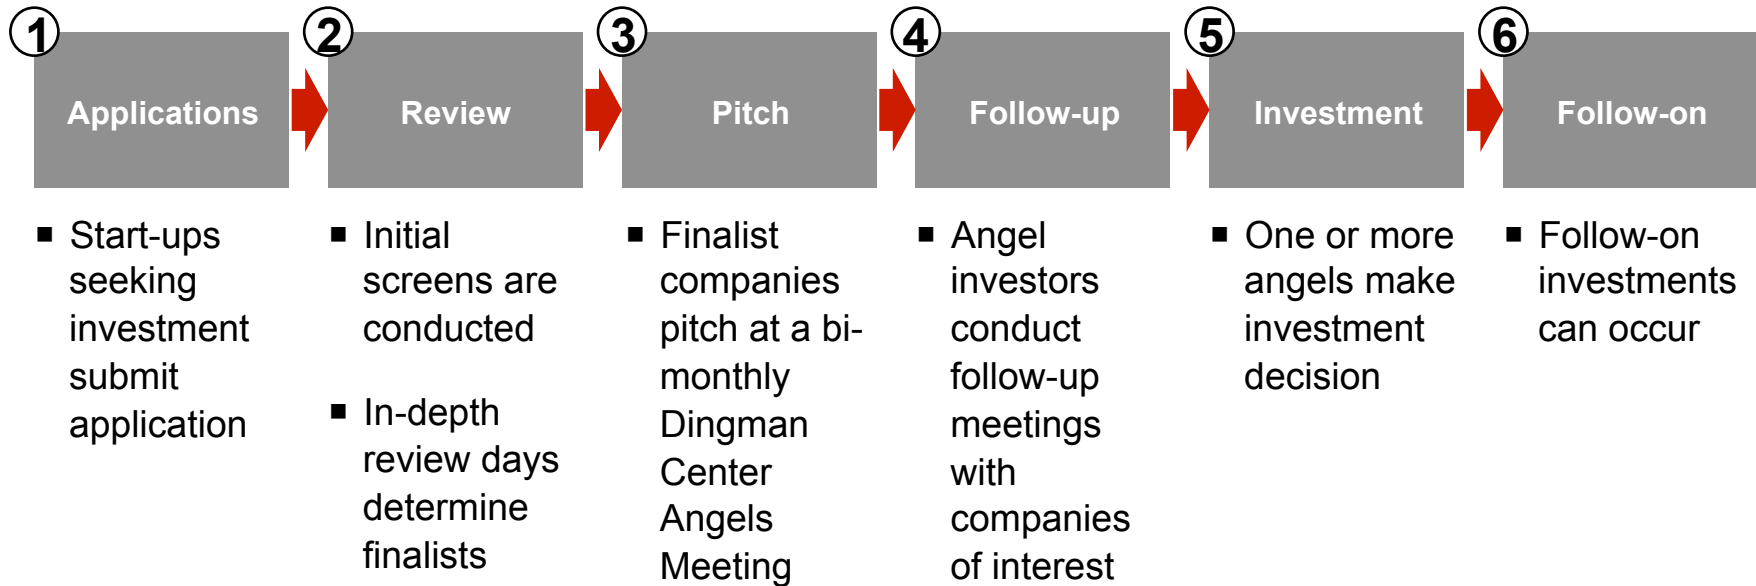 1
Applications
■ Start-ups
seeking
investment
submit
application
2
Review
■ Initial
screens are
conducted
■ In-depth
review days
determine
finalists
3
Pitch
■ Finalist
companies
pitch at a bi-
monthly
Dingman
Center
Angels
Meeting
4
Follow-up
■ Angel
investors
conduct
follow-up
meetings
with
companies
of interest
5
Investment
■ One or more
angels make
investment
decision
6
Follow-on
■ Follow-on
investments
can occur